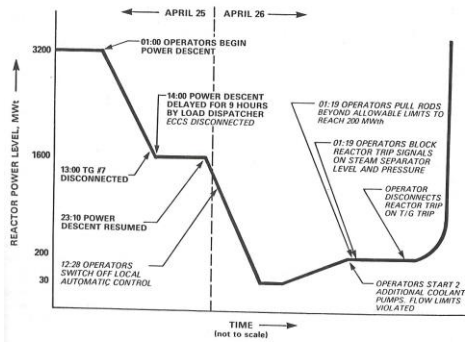 APRIL 25
APRIL 26
REACTOR POWER LEVEL, MWt
3200
1600
200
30
01:00 OPERATORS BEGIN
POWER DESCENT
14:00 POWER DESCENT
DELAYED FOR 9 HOURS
BY LOAD DISPATCHER
ECCS DISCONNECTED
13:00 TG #7
DISCONNECTED
23:10 POWER
DESCENT RESUMED
12:28 OPERATORS
SWITCH OFF LOCAL
AUTOMATIC CONTROL
01:19 OPERATORS PULL RODS
BEYOND ALLOWABLE LIMITS TO
REACH 200 MWth
01:19 OPERATORS BLOCK
REACTOR TRIP SIGNALS
ON STEAM SEPARATOR
LEVEL AND PRESSURE
OPERATOR
DISCONNECTS
REACTOR TRIP
ON T/G TRIP
OPERATORS START 2
ADDITIONAL COOLANT
PUMPS. FLOW LIMITS
VIOLATED
TIME
(not to scale)